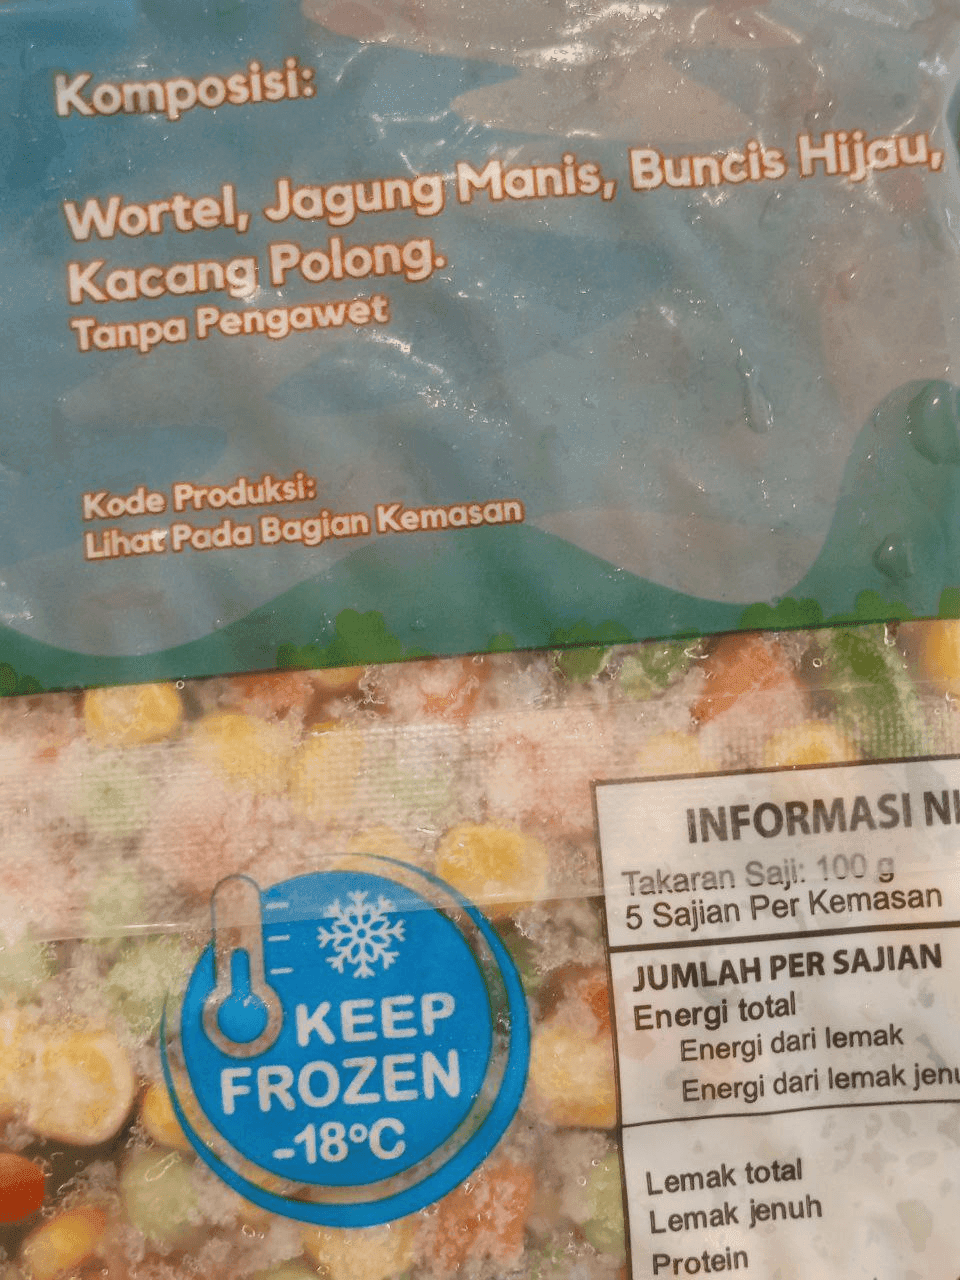 Komposisi:
Wortel, Jagung Manis, Buncis Hijau,
Kacang Polong.
Tanpa Pengawet
Kode Produksi:
Lihat Pada Bagian Kemasan
KEEP
FROZEN
-18°C
INFORMASI
Takaran Saji: 100 g
5 Sajian Per Kemasan
JUMLAH PER SAJIAN
Energi total
Energi dari lemak
Energi dari lemak jenu
Lemak total
Lemak jenuh
Protein